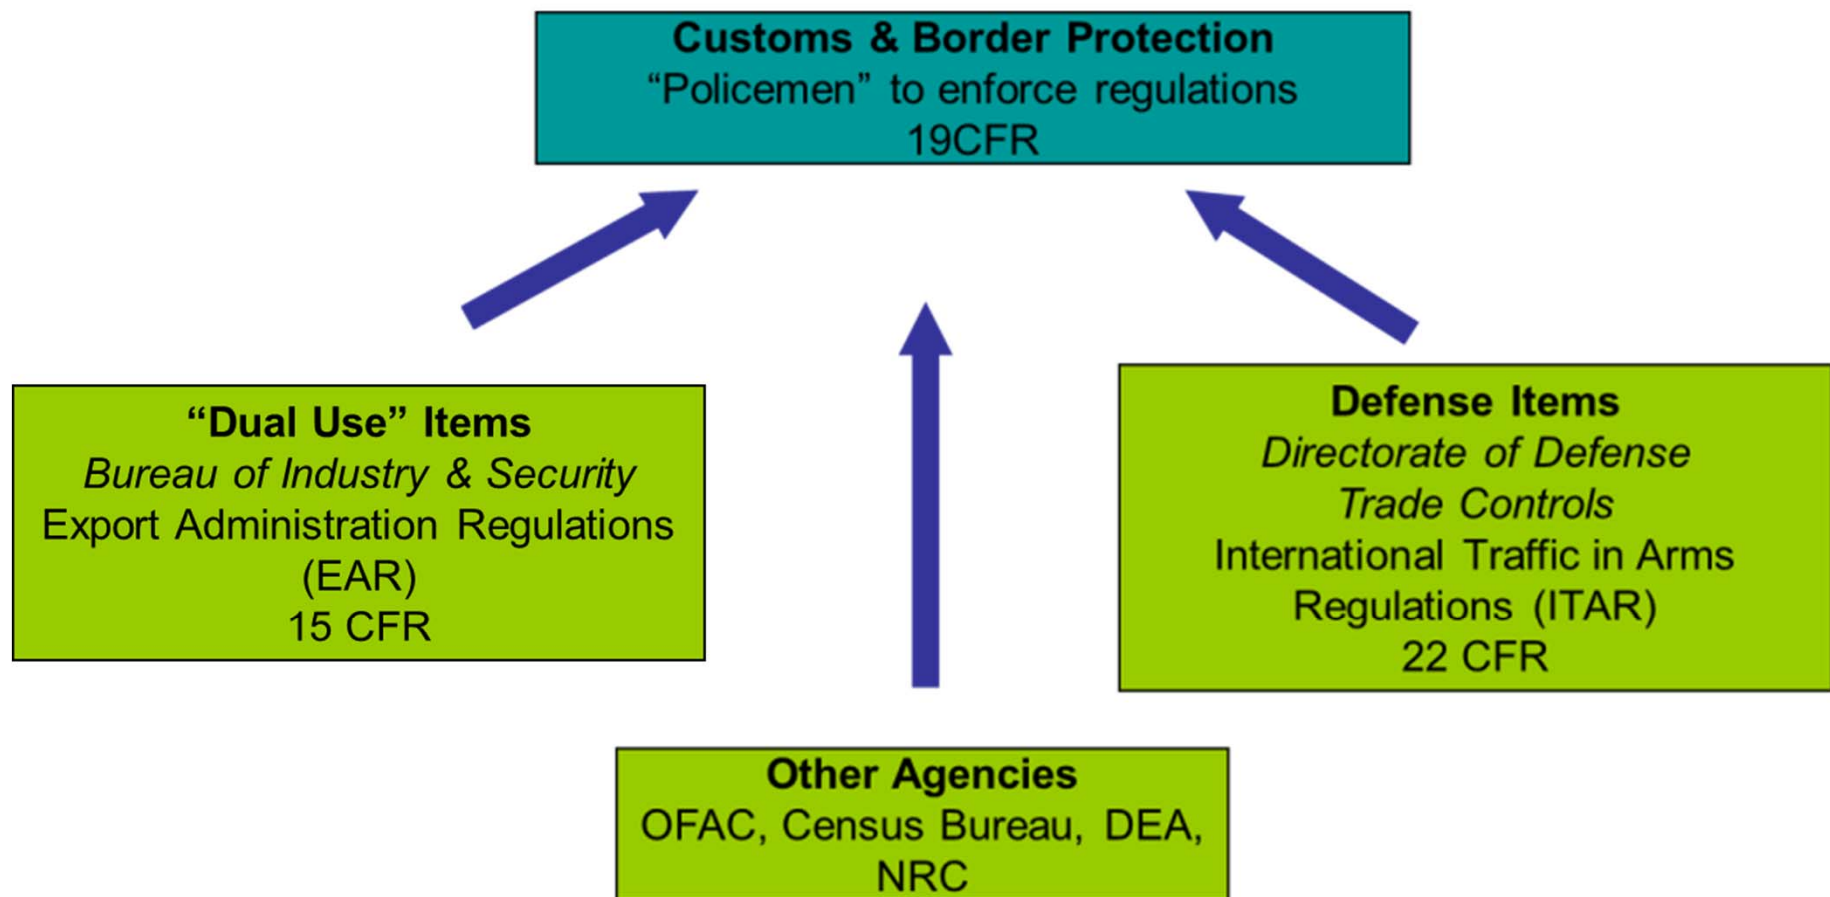 Customs & Border Protection
“Policemen” to enforce regulations
19CFR
“Dual Use” Items
Bureau of Industry & Security
Export Administration Regulations
(EAR)
15 CFR
Defense Items
Directorate of Defense
Trade Controls
International Traffic in Arms
Regulations (ITAR)
22 CFR
Other Agencies
OFAC, Census Bureau, DEA,
NRC